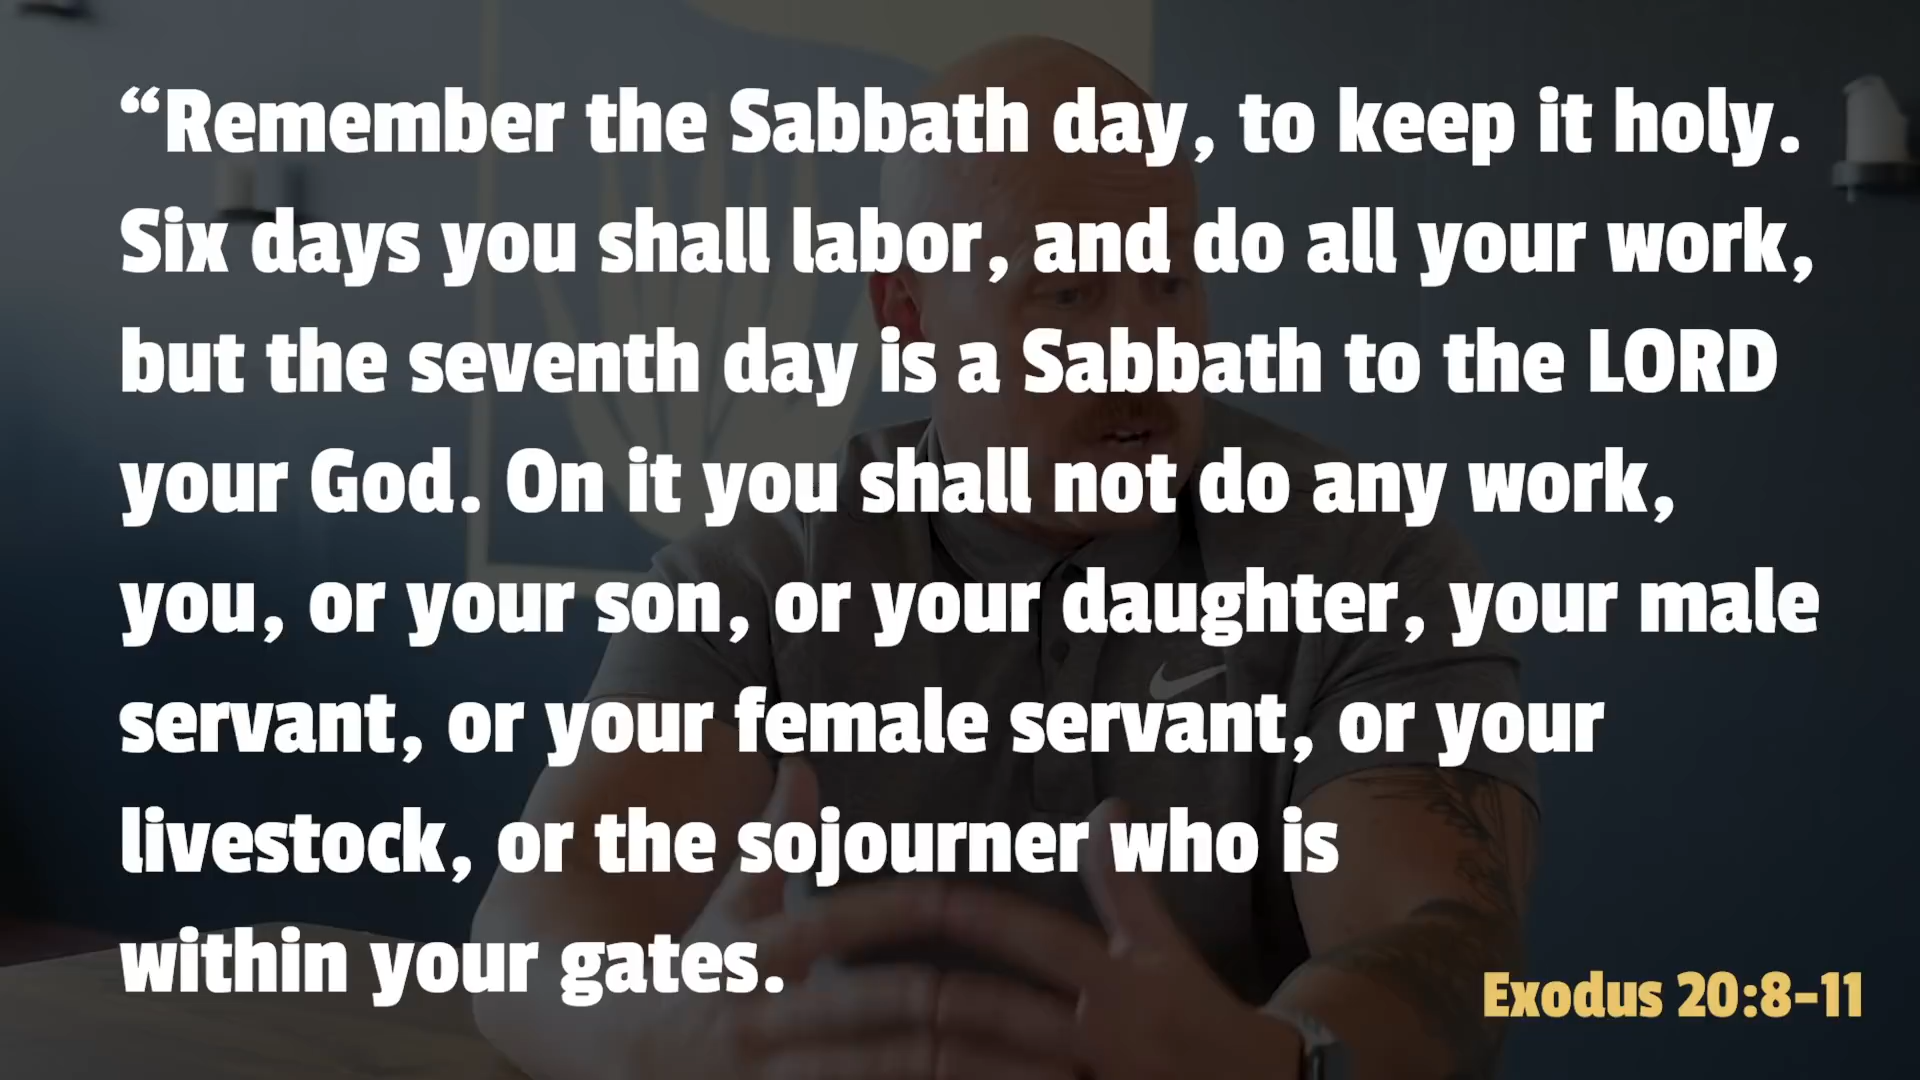 “Remember the Sabbath day, to keep it holy.
Six days you shall labor, and do all your work,
but the seventh day is a Sabbath to the LORD
your God. On it you shall not do any work,
you, or your son, or your daughter, your male
servant, or your female servant, or your
livestock, or the sojourner who is
within your gates.
Exodus 20:8-11